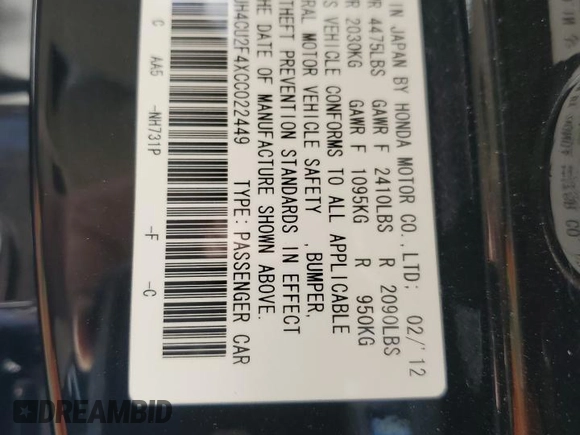 IN JAPAN BY HONDA MOTOR CO.,LTD; 02/'12
4475LBS GAWR F 2410LBS R 2090LBS
2030KG GAWR F 1095KG R 950KG
VEHICLE CONFORMS TO ALL APPLICABLE
MOTOR VEHICLE SAFETY ,BUMPER,
THEFT PREVENTION STANDARDS IN EFFECT
THE DATE OF MANUFACTURE SHOWN ABOVE.
JH4CU2F4XCC022449 TYPE: PASSENGER CAR
C AA5 -NH731P -F -C
DREAMBID